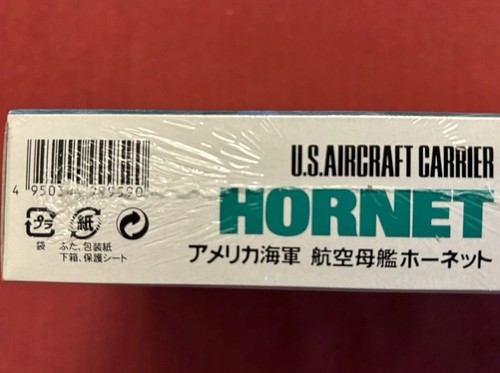 U.S.AIRCRAFT CARRIER
HORNET
アメリカ海軍 航空母艦ホーネット
プラ
紙
袋
ふた、包装紙
下箱、保護シート